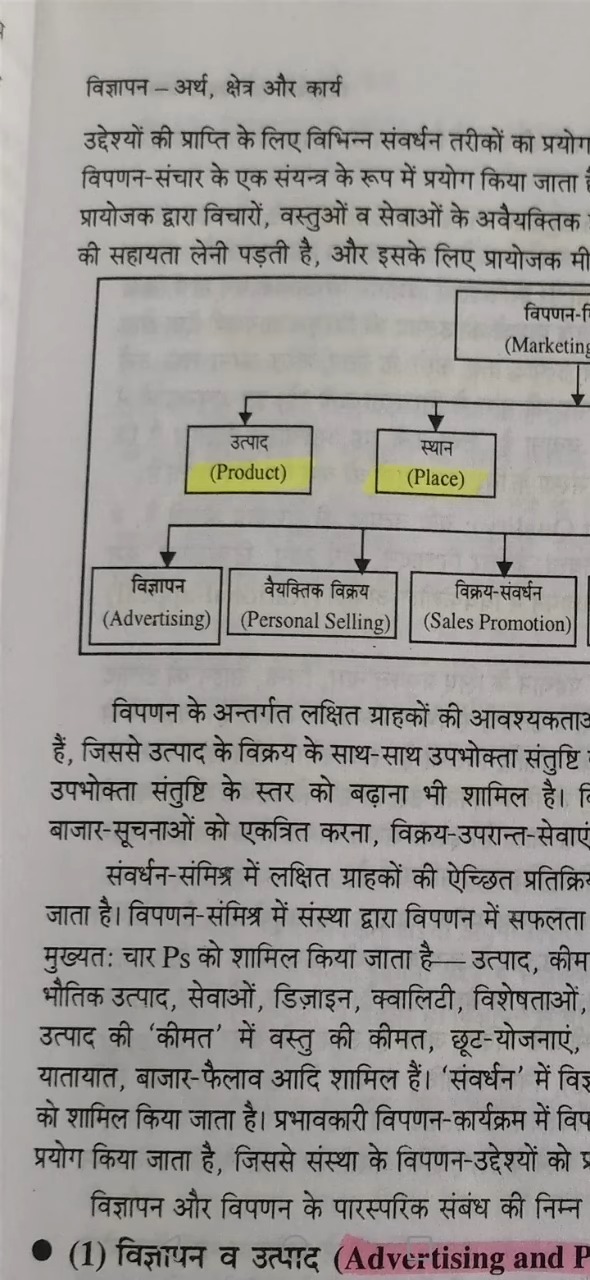 विज्ञापन – अर्थ, क्षेत्र और कार्य
उद्देश्यों की प्राप्ति के लिए विभिन्न संवर्धन तरीकों का प्रयोग
विपणन-संचार के एक संयन्त्र के रूप में प्रयोग किया जाता
प्रायोजक द्वारा विचारों, वस्तुओं व सेवाओं के अवैयक्तिक
की सहायता लेनी पड़ती है, और इसके लिए प्रायोजक मी
विपणन-
(Marketing
उत्पाद
(Product)
स्थान
(Place)
विज्ञापन
(Advertising)
वैयक्तिक विक्रय
(Personal Selling)
विक्रय-संवर्धन
(Sales Promotion)
विपणन के अन्तर्गत लक्षित ग्राहकों की
हैं, जिससे उत्पाद के विक्रय के साथ-साथ उपभोक्ता संतुष्टि
उपभोक्ता संतुष्टि के स्तर को बढ़ाना भी शामिल है।
बाजार-सूचनाओं को एकत्रित करना, विक्रय-उपरान्त-सेवाएं
संवर्धन-संमिश्र में लक्षित ग्राहकों की ऐच्छित
जाता है। विपणन-संमिश्र में संस्था द्वारा विपणन में सफलता
मुख्यत: चार Ps को शामिल किया जाता है— उत्पाद, कीम
भौतिक उत्पाद, सेवाओं, डिज़ाइन, क्वालिटी, विशेषताओं,
उत्पाद की ‘कीमत’ में वस्तु की कीमत, छूट-योजनाएं,
यातायात, बाजार-फैलाव आदि शामिल हैं। ‘संवर्धन’ में
को शामिल किया जाता है। प्रभावकारी विपणन-कार्यक्रम में विप
प्रयोग किया जाता है, जिससे संस्था के विपणन-उद्देश्यों को
विज्ञापन और विपणन के पारस्परिक संबंध की निम्न
● (1) विज्ञापन व उत्पाद (Advertising and P